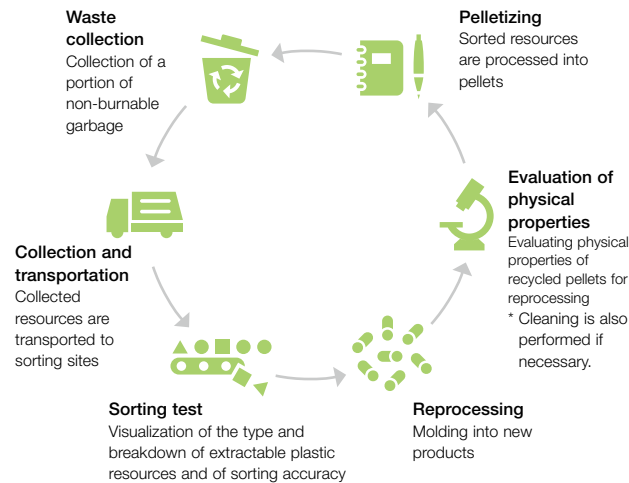 Waste
collection
Collection of a
portion of
non-burnable
garbage
Collection and
transportation
Collected
resources are
transported to
sorting sites
Sorting test
Visualization of the type and
breakdown of extractable plastic
resources and of sorting accuracy
Reprocessing
Molding into new
products
Evaluation of
physical
properties
Evaluating physical
properties of
recycled pellets for
reprocessing
* Cleaning is also
performed if
necessary.
Pelletizing
Sorted resources
are processed into
pellets